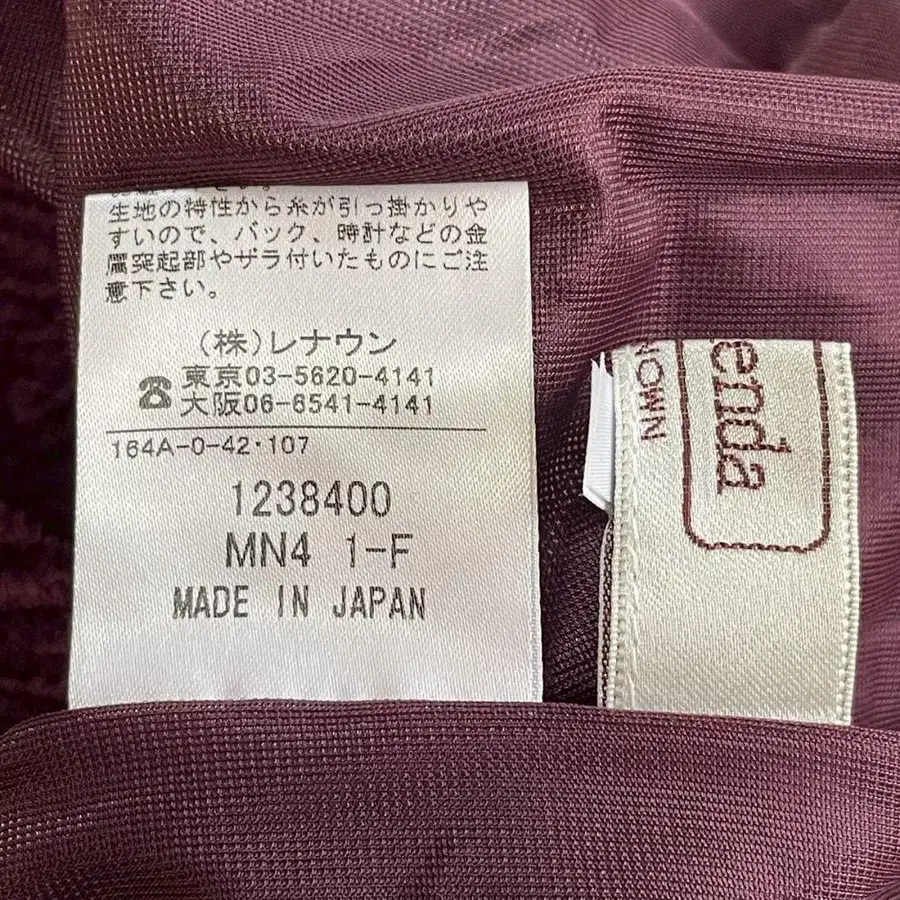 生地の特性から糸が引っ掛かりや
すいので、バック、時計などの金
属突起部やザラ付いたものにご注
意下さい。
(株)レナウン
☎東京03-5620-4141
大阪06-6541-4141
164A-0-42・107
1238400
MN4 1-F
MADE IN JAPAN
enda